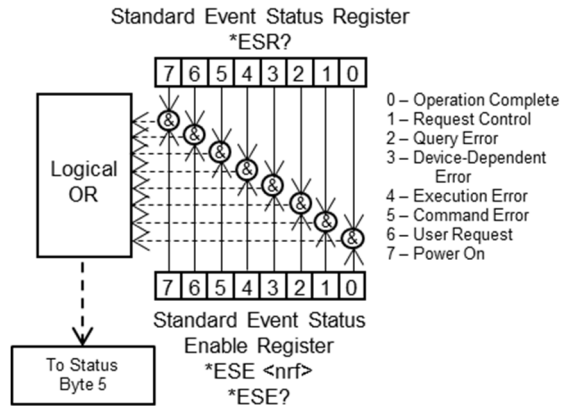 Standard Event Status Register
*ESR?
7 6 5 4 3 2 1 0
0 – Operation Complete
1 – Request Control
2 – Query Error
3 – Device-Dependent
Error
4 – Execution Error
5 – Command Error
6 – User Request
7 – Power On
Logical
OR
&
&
&
&
&
&
&
&
7 6 5 4 3 2 1 0
Standard Event Status
Enable Register
*ESE <nrf>
*ESE?
To Status
Byte 5